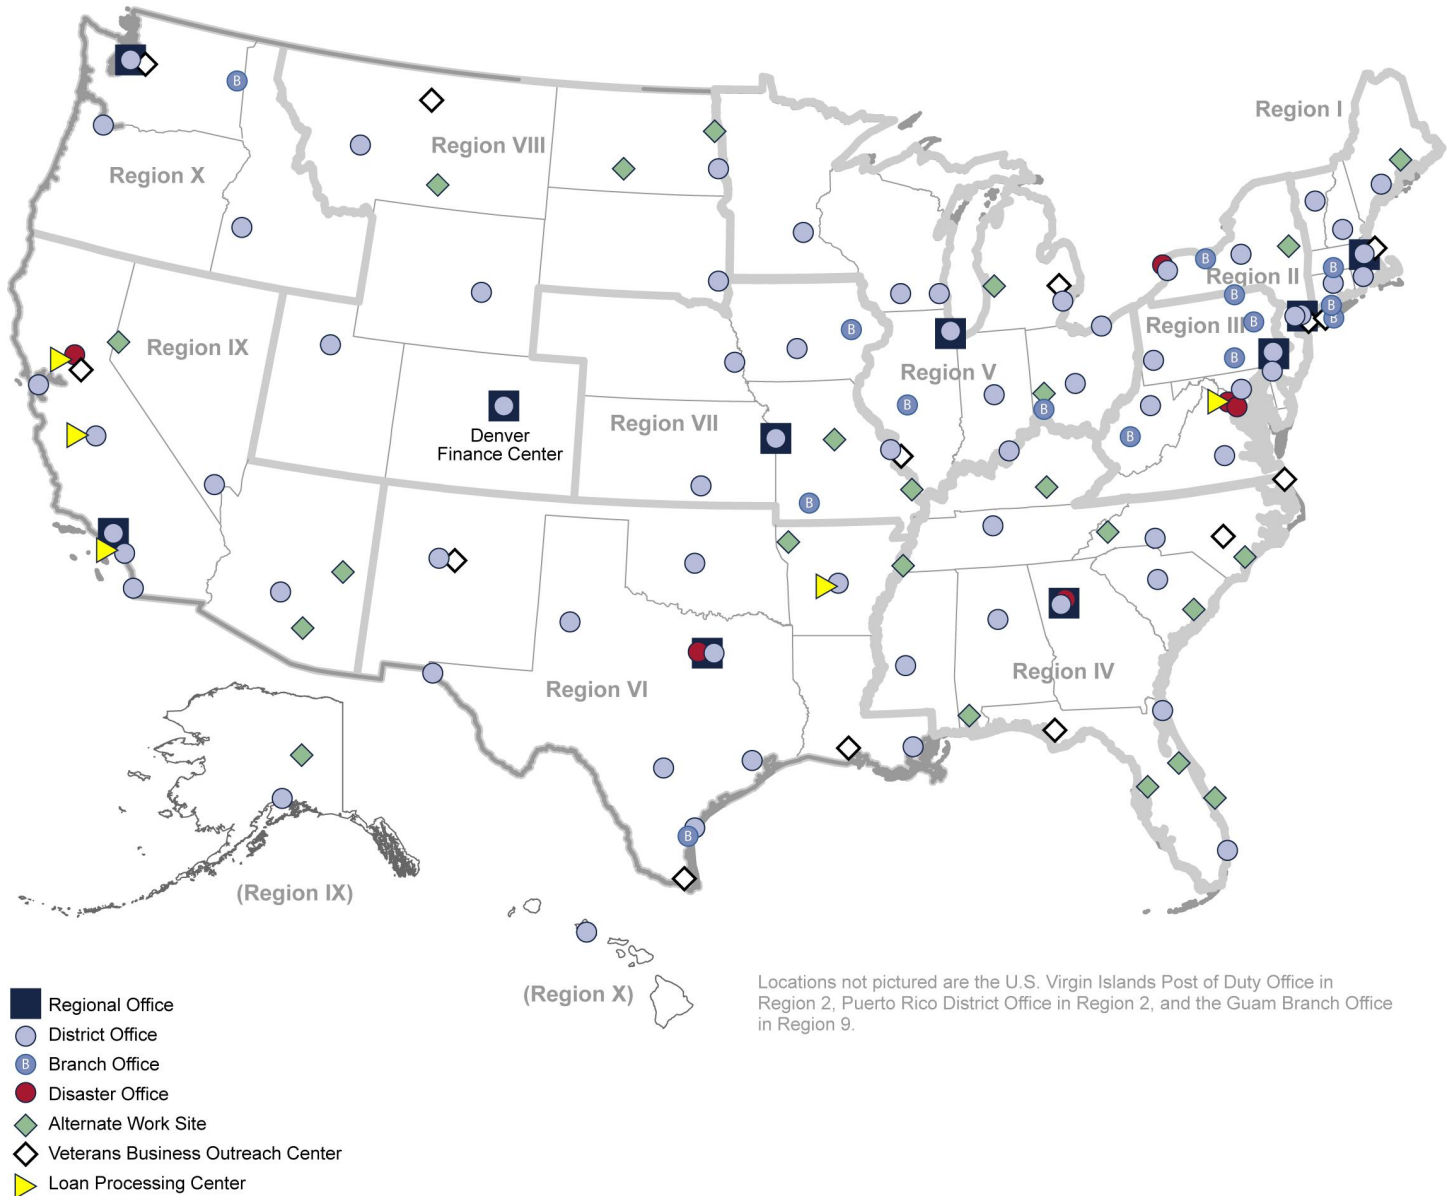 Region I
Region VIII
Region X
Region II
Region III
Region IX
Region V
Region VII
Denver
Finance Center
Region IV
Region VI
(Region IX)
(Region X)
Locations not pictured are the U.S. Virgin Islands Post of Duty Office in
Region 2, Puerto Rico District Office in Region 2, and the Guam Branch Office
in Region 9.
Regional Office
District Office
B Branch Office
Disaster Office
Alternate Work Site
Veterans Business Outreach Center
Loan Processing Center
B
B
B
B
B
B
B
B
B
B
B
B
B
B